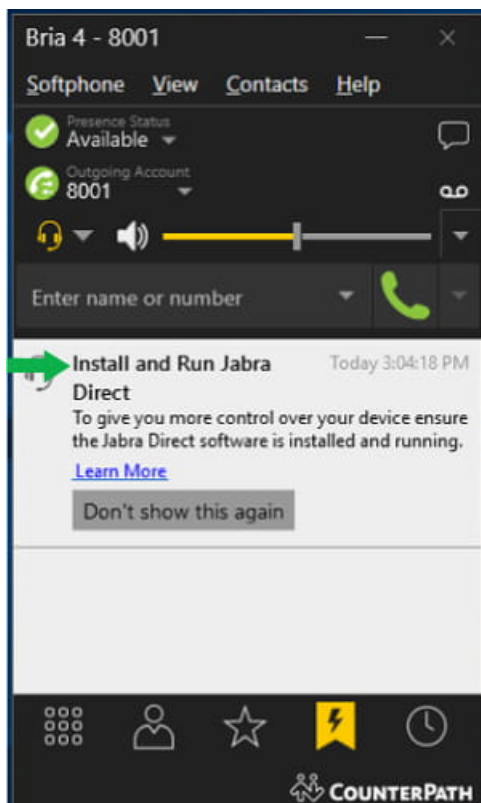 Bria 4 - 8001
Softphone View Contacts Help
Presence Status
Available
Outgoing Account
8001
Enter name or number
Install and Run Jabra Today 3:04:18 PM
Direct
To give you more control over your device ensure
the Jabra Direct software is installed and running.
Learn More
Don't show this again
COUNTERPATH